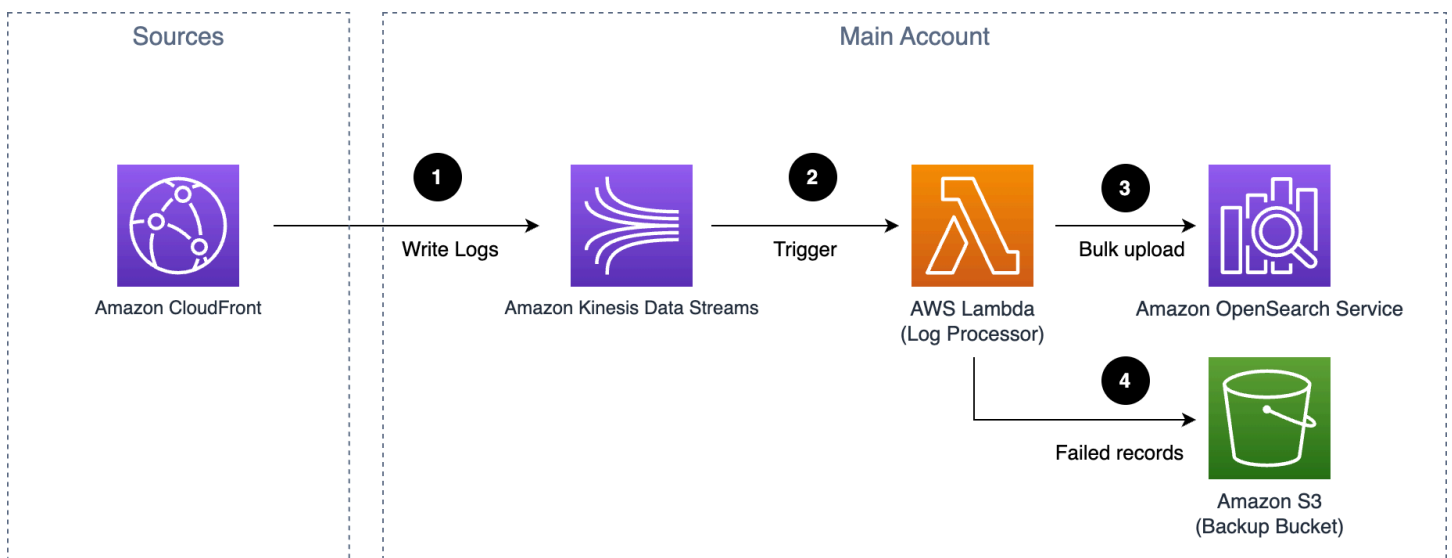 Sources
Main Account
1
2
3
Write Logs
Trigger
Bulk upload
Amazon CloudFront
Amazon Kinesis Data Streams
AWS Lambda
(Log Processor)
Amazon OpenSearch Service
4
Failed records
Amazon S3
(Backup Bucket)